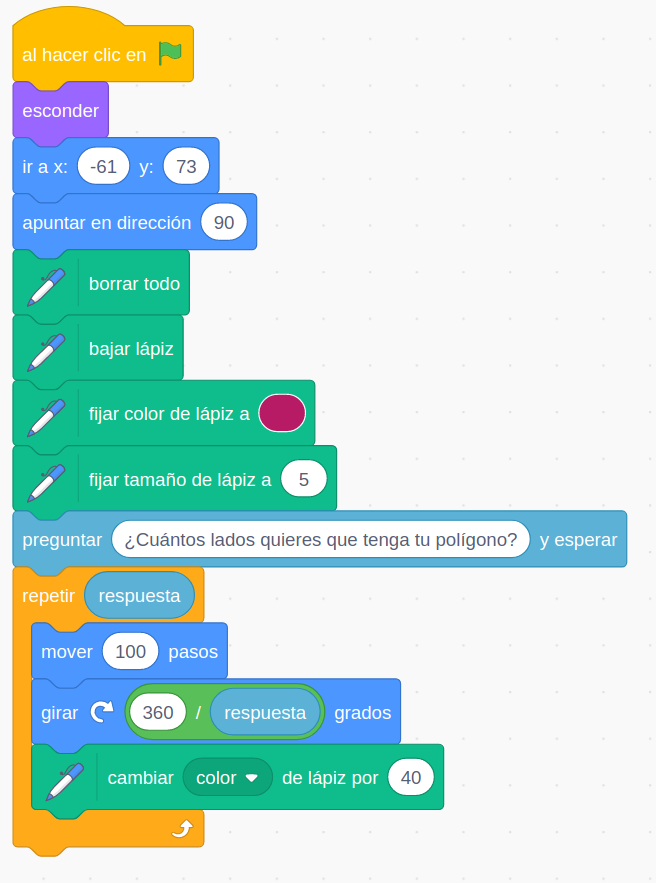 al hacer clic en
esconder
ir a x: -61 y: 73
apuntar en dirección 90
borrar todo
bajar lápiz
fijar color de lápiz a
fijar tamaño de lápiz a 5
preguntar ¿Cuántos lados quieres que tenga tu polígono? y esperar
repetir respuesta
mover 100 pasos
girar 360 / respuesta grados
cambiar color de lápiz por 40